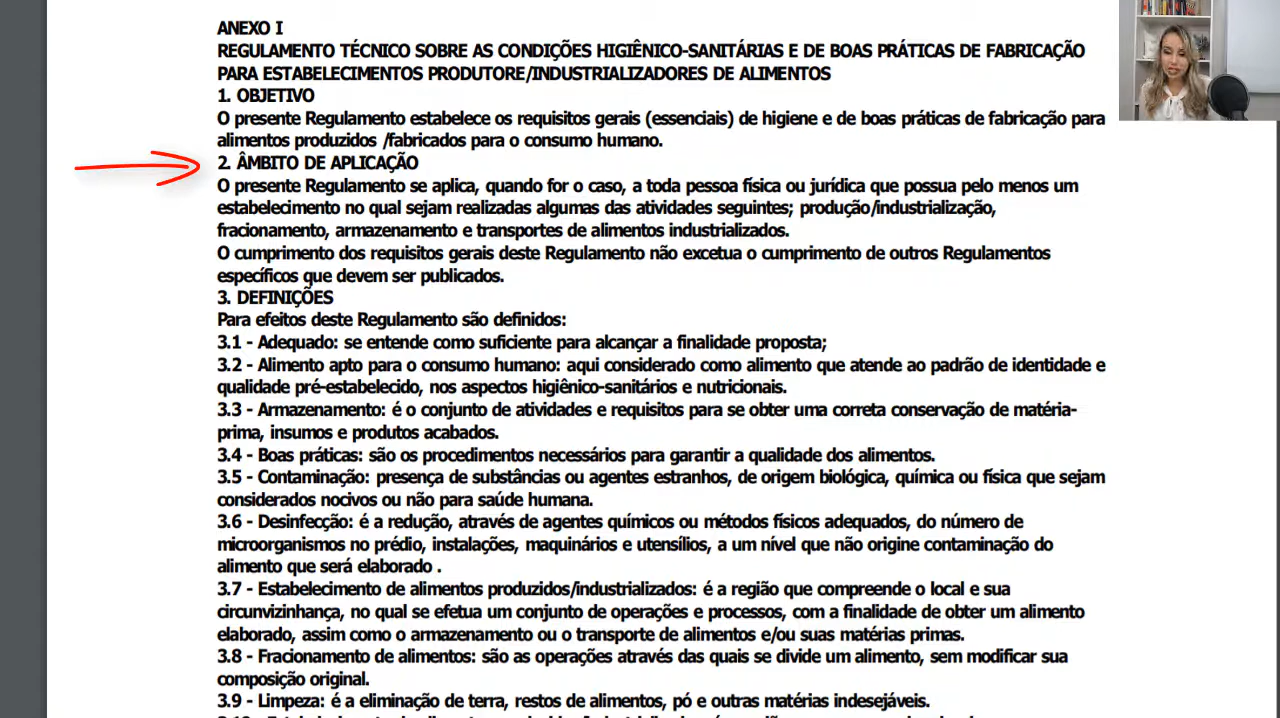 ANEXO I
REGULAMENTO TÉCNICO SOBRE AS CONDIÇÕES HIGIÊNICO-SANITÁRIAS E DE BOAS PRÁTICAS DE FABRICAÇÃO
PARA ESTABELECIMENTOS PRODUTORE/INDUSTRIALIZADORES DE ALIMENTOS
1. OBJETIVO
O presente Regulamento estabelece os requisitos gerais (essenciais) de higiene e de boas práticas de fabricação para
alimentos produzidos /fabricados para o consumo humano.
2. ÂMBITO DE APLICAÇÃO
O presente Regulamento se aplica, quando for o caso, a toda pessoa física ou jurídica que possua pelo menos um
estabelecimento no qual sejam realizadas algumas das atividades seguintes; produção/industrialização,
fracionamento, armazenamento e transportes de alimentos industrializados.
O cumprimento dos requisitos gerais deste Regulamento não excetua o cumprimento de outros Regulamentos
específicos que devem ser publicados.
3. DEFINIÇÕES
Para efeitos deste Regulamento são definidos:
3.1 - Adequado: se entende como suficiente para alcançar a finalidade proposta;
3.2 - Alimento apto para o consumo humano: aqui considerado como alimento que atende ao padrão de identidade e
qualidade pré-estabelecido, nos aspectos higiênico-sanitários e nutricionais.
3.3 - Armazenamento: é o conjunto de atividades e requisitos para se obter uma correta conservação de matéria-
prima, insumos e produtos acabados.
3.4 - Boas práticas: são os procedimentos necessários para garantir a qualidade dos alimentos.
3.5 - Contaminação: presença de substâncias ou agentes estranhos, de origem biológica, química ou física que sejam
considerados nocivos ou não para saúde humana.
3.6 - Desinfecção: é a redução, através de agentes químicos ou métodos físicos adequados, do número de
microorganismos no prédio, instalações, maquinários e utensílios, a um nível que não origine contaminação do
alimento que será elaborado .
3.7 - Estabelecimento de alimentos produzidos/industrializados: é a região que compreende o local e sua
circunvizinhança, no qual se efetua um conjunto de operações e processos, com a finalidade de obter um alimento
elaborado, assim como o armazenamento ou o transporte de alimentos e/ou suas matérias primas.
3.8 - Fracionamento de alimentos: são as operações através das quais se divide um alimento, sem modificar sua
composição original.
3.9 - Limpeza: é a eliminação de terra, restos de alimentos, pó e outras matérias indesejáveis.